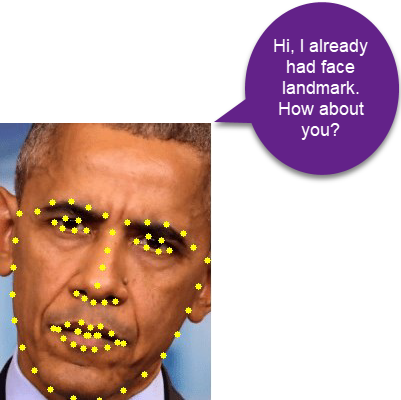 Hi, I already
had face
landmark.
How about
you?